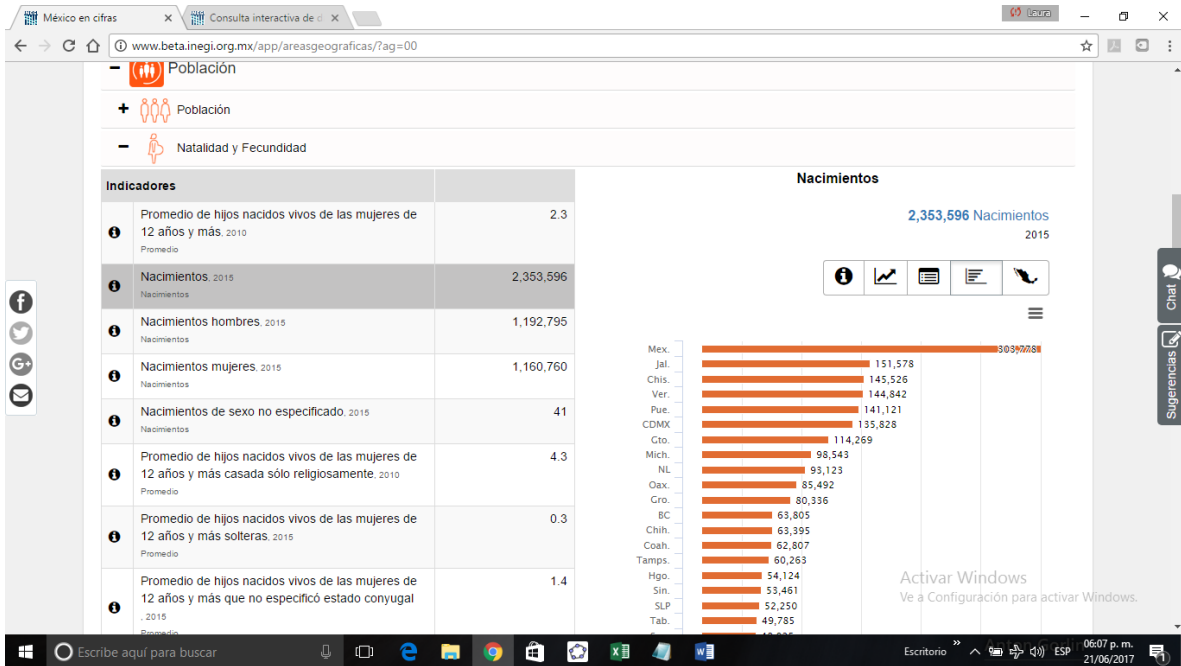 México en cifras
Consulta interactiva de d
Laura
www.beta.inegi.org.mx/app/areasgeograficas/?ag=00
Población
Población
Natalidad y Fecundidad
Indicadores
Promedio de hijos nacidos vivos de las mujeres de
12 años y más, 2010
Promedio
2.3
Nacimientos, 2015
Nacimientos
2,353,596
Nacimientos hombres, 2015
Nacimientos
1,192,795
Nacimientos mujeres, 2015
Nacimientos
1,160,760
Nacimientos de sexo no especificado, 2015
Nacimientos
41
Promedio de hijos nacidos vivos de las mujeres de
12 años y más casada sólo religiosamente, 2010
Promedio
4.3
Promedio de hijos nacidos vivos de las mujeres de
12 años y más solteras, 2015
Promedio
0.3
Promedio de hijos nacidos vivos de las mujeres de
12 años y más que no especificó estado conyugal
, 2015
Promedio
1.4
Nacimientos
2,353,596 Nacimientos
2015
Mex. 303,778
Jal. 151,578
Chis. 145,526
Ver. 144,842
Pue. 141,121
CDMX 135,828
Gto. 114,269
Mich. 98,543
NL 93,123
Oax. 85,492
Gro. 80,336
BC 63,805
Chih. 63,395
Coah. 62,807
Tamps. 60,263
Hgo. 54,124
Sin. 53,461
SLP 52,250
Tab. 49,785
Chat
Sugerencias
Activar Windows
Ve a Configuración para activar Windows.
Escribe aquí para buscar
Escritorio
ESP
06:07 p. m.
21/06/2017